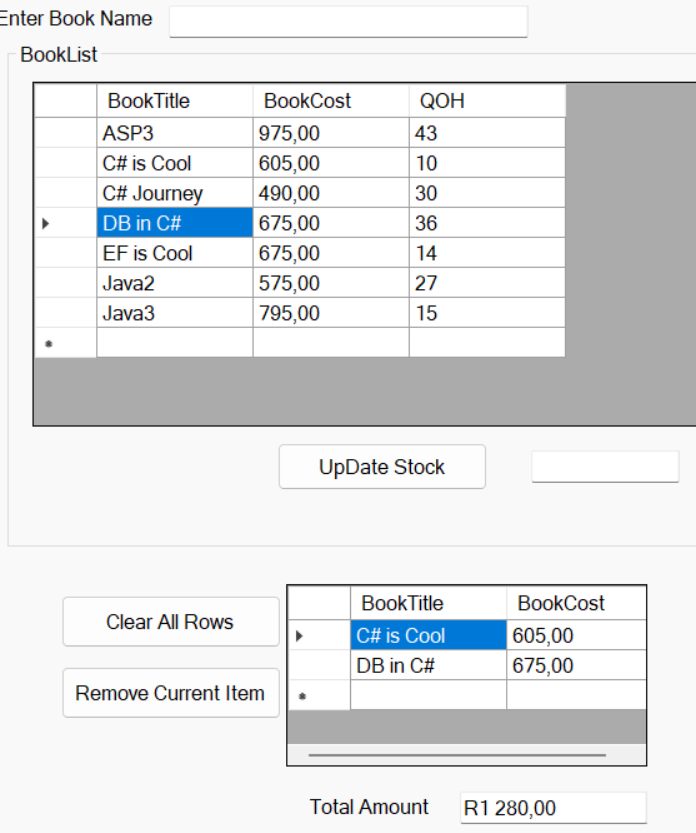 Enter Book Name
BookList
BookTitle BookCost QOH
ASP3 975,00 43
C# is Cool 605,00 10
C# Journey 490,00 30
DB in C# 675,00 36
EF is Cool 675,00 14
Java2 575,00 27
Java3 795,00 15
UpDate Stock
Clear All Rows
Remove Current Item
BookTitle BookCost
C# is Cool 605,00
DB in C# 675,00
Total Amount R1 280,00